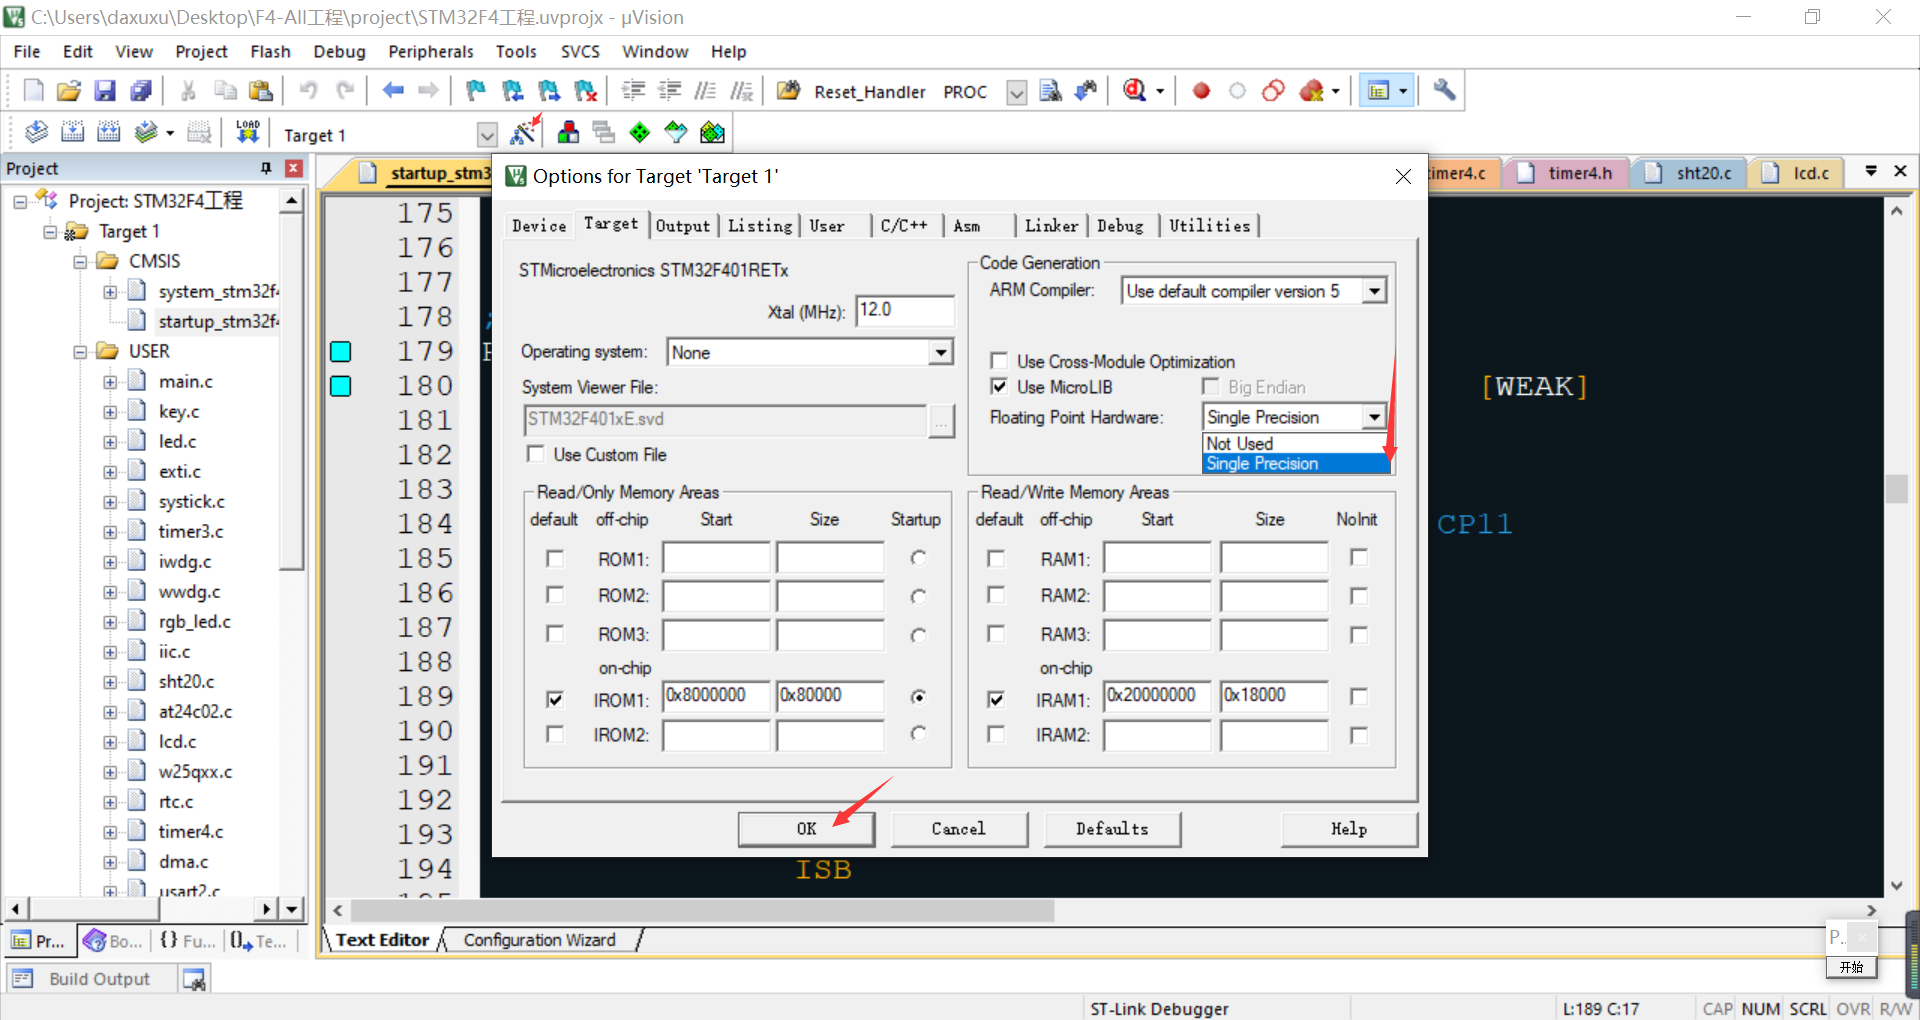 C:\Users\daxuxu\Desktop\F4-All工程\project\STM32F4工程.uvprojx - µVision
File Edit View Project Flash Debug Peripherals Tools SVCS Window Help
Reset_Handler PROC
LOAD
Target 1
Project
startup_stm3
timer4.c
timer4.h
sht20.c
lcd.c
Project: STM32F4工程
Target 1
CMSIS
system_stm32f4
startup_stm32f4
USER
main.c
key.c
led.c
exti.c
systick.c
timer3.c
iwdg.c
wwdg.c
rgb_led.c
iic.c
sht20.c
at24c02.c
lcd.c
w25qxx.c
rtc.c
timer4.c
dma.c
usart2.c
Pr... Bo... {} Fu... Te...
175
176
177
178
179
180
181
182
183
184
185
186
187
188
189
190
191
192
193
194
195
[WEAK]
CP11
ISB
Options for Target 'Target 1'
Device Target Output Listing User C/C++ Asm Linker Debug Utilities
STMicroelectronics STM32F401RETx
Xtal (MHz): 12.0
Operating system: None
System Viewer File:
STM32F401xE.svd ...
Use Custom File
Code Generation
ARM Compiler: Use default compiler version 5
Use Cross-Module Optimization
Use MicroLIB Big Endian
Floating Point Hardware: Single Precision
Not Used
Single Precision
Read/Only Memory Areas
default off-chip Start Size Startup
ROM1:
ROM2:
ROM3:
on-chip
IROM1: 0x8000000 0x80000
IROM2:
Read/Write Memory Areas
default off-chip Start Size NoInit
RAM1:
RAM2:
RAM3:
on-chip
IRAM1: 0x20000000 0x18000
IRAM2:
OK Cancel Defaults Help
Text Editor Configuration Wizard
P..
开始
Build Output
ST-Link Debugger L:189 C:17 CAP NUM SCRL OVR R/W